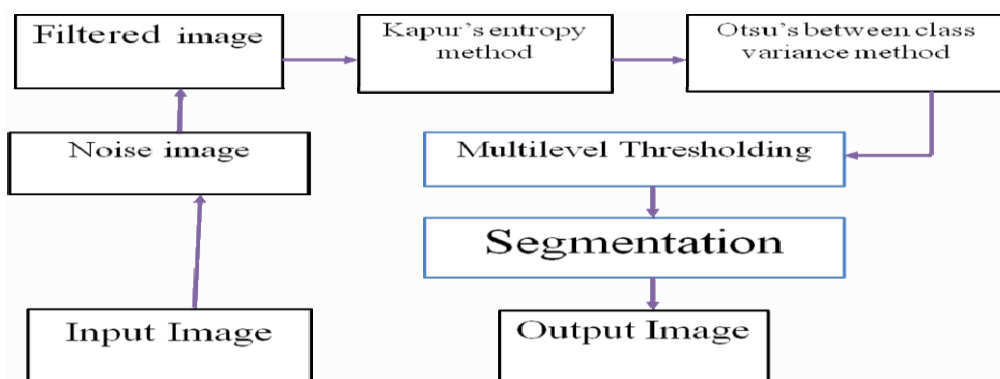 Filtered image
Kapur's entropy
method
Otsu's between class
variance method
Noise image
Multilevel Thresholding
Segmentation
Input Image
Output Image